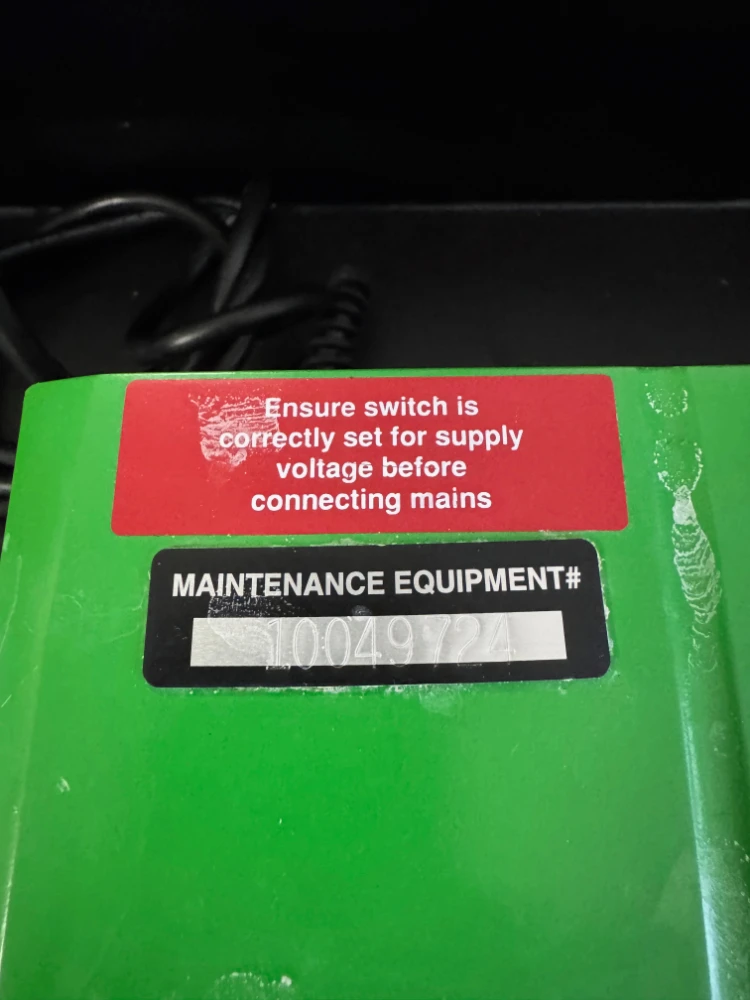 Ensure switch is
correctly set for supply
voltage before
connecting mains
MAINTENANCE EQUIPMENT#
10049724